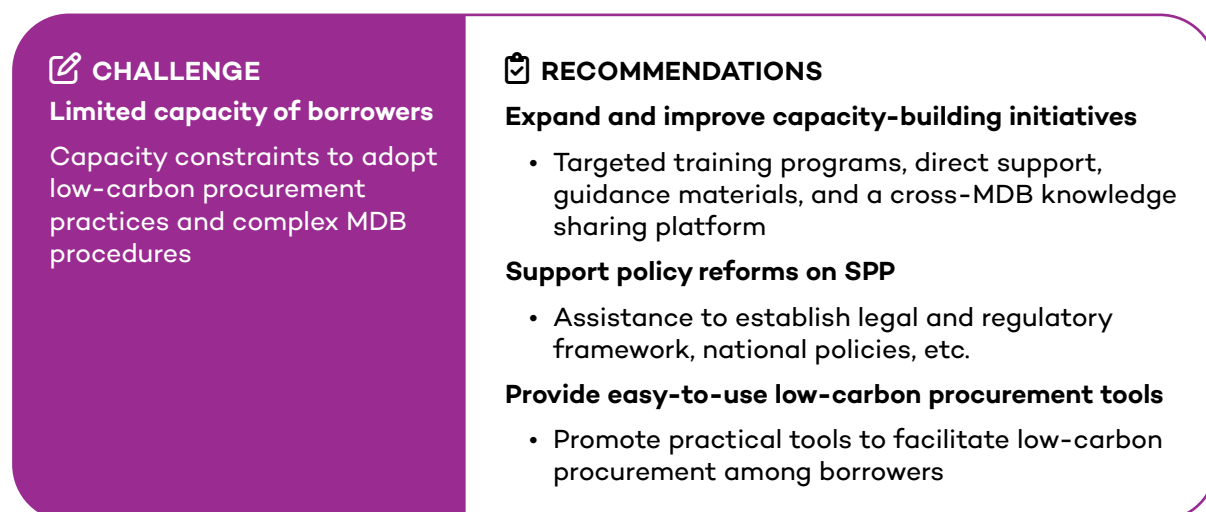 CHALLENGE
Limited capacity of borrowers
Capacity constraints to adopt
low-carbon procurement
practices and complex MDB
procedures
RECOMMENDATIONS
Expand and improve capacity-building initiatives
• Targeted training programs, direct support,
guidance materials, and a cross-MDB knowledge
sharing platform
Support policy reforms on SPP
• Assistance to establish legal and regulatory
framework, national policies, etc.
Provide easy-to-use low-carbon procurement tools
• Promote practical tools to facilitate low-carbon
procurement among borrowers